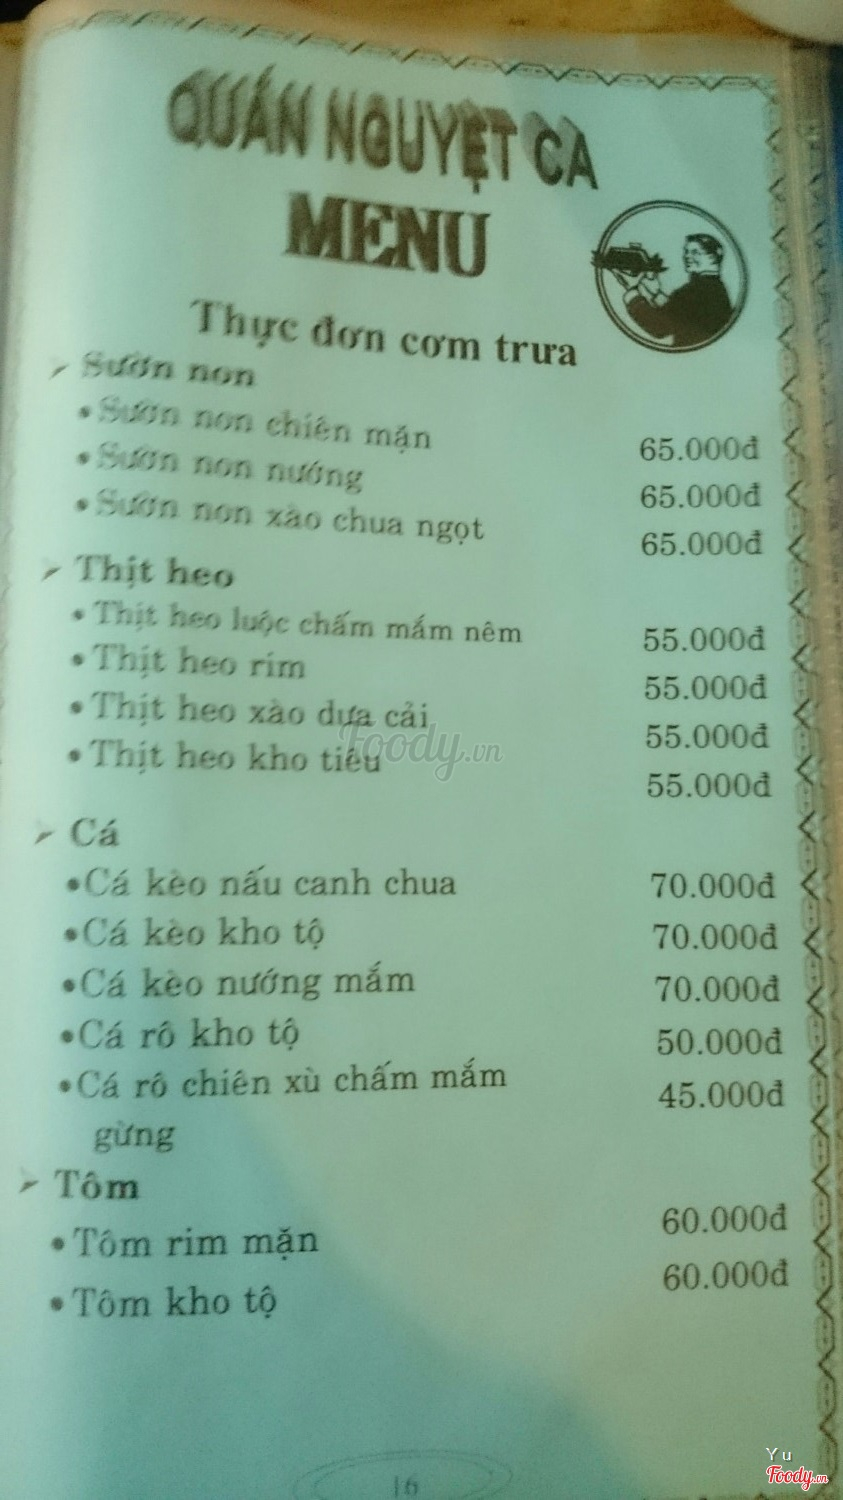 QUÁN NGUYỆT CA
MENU
Thực đơn cơm trưa
Sườn non
•Sườn non chiên mặn 65.000đ
•Sườn non nướng 65.000đ
•Sườn non xào chua ngọt 65.000đ
Thịt heo
•Thịt heo luộc chấm mắm nêm 55.000đ
•Thịt heo rim 55.000đ
•Thịt heo xào dưa cải 55.000đ
•Thịt heo kho tiêu 55.000đ
Foody.vn
Cá
•Cá kèo nấu canh chua 70.000đ
•Cá kèo kho tộ 70.000đ
•Cá kèo nướng mắm 70.000đ
•Cá rô kho tộ 50.000đ
•Cá rô chiên xù chấm mắm 45.000đ
gừng
Tôm
•Tôm rim mặn 60.000đ
•Tôm kho tộ 60.000đ
16
Yu
Foody.vn